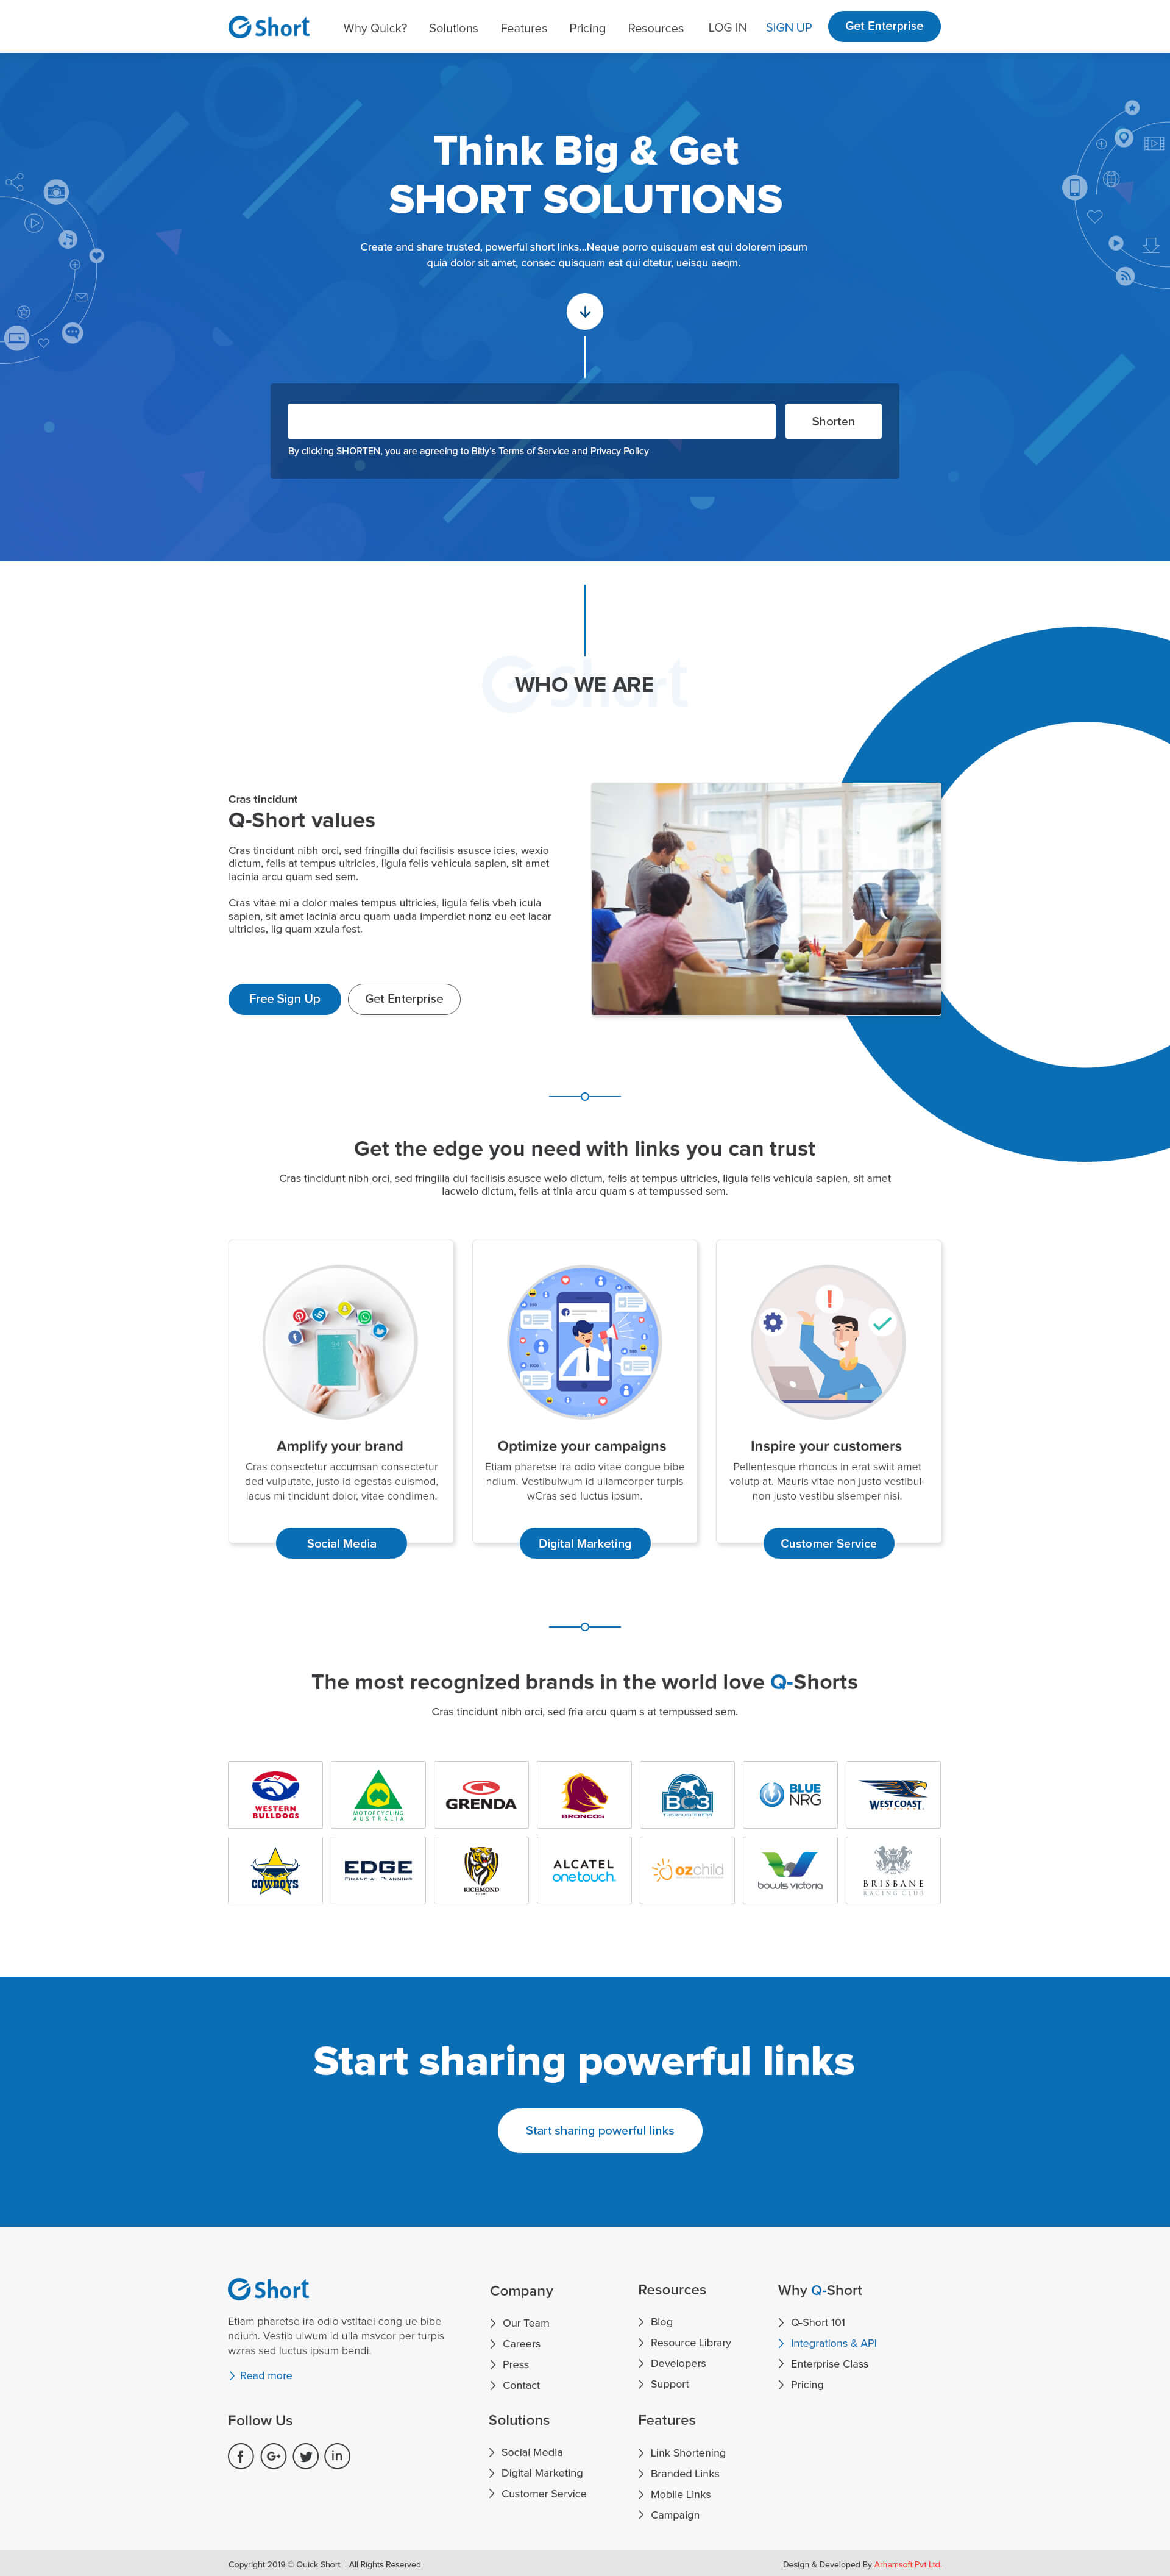 Short
Why Quick?
Solutions
Features
Pricing
Resources
LOG IN
SIGN UP
Get Enterprise
Think Big & Get
SHORT SOLUTIONS
Create and share trusted, powerful short links...Neque porro quisquam est qui dolorem ipsum
quia dolor sit amet, consec quisquam est qui dtetur, ueisqu aeqm.
Shorten
By clicking SHORTEN, you are agreeing to Bitly's Terms of Service and Privacy Policy
Short
WHO WE ARE
Cras tincidunt
Q-Short values
Cras tincidunt nibh orci, sed fringilla dui facilisis asusce icies, wexio
dictum, felis at tempus ultricies, ligula felis vehicula sapien, sit amet
lacinia arcu quam sed sem.
Cras vitae mi a dolor males tempus ultricies, ligula felis vbeh icula
sapien, sit amet lacinia arcu quam uada imperdiet nonz eu eet lacar
ultricies, lig quam xzula fest.
Free Sign Up
Get Enterprise
Get the edge you need with links you can trust
Cras tincidunt nibh orci, sed fringilla dui facilisis asusce weio dictum, felis at tempus ultricies, ligula felis vehicula sapien, sit amet
lacweio dictum, felis at tinia arcu quam s at tempussed sem.
Amplify your brand
Cras consectetur accumsan consectetur
ded vulputate, justo id egestas euismod,
lacus mi tincidunt dolor, vitae condimen.
Social Media
Optimize your campaigns
Etiam pharetse ira odio vitae congue bibe
ndium. Vestibulwum id ullamcorper turpis
wCras sed luctus ipsum.
Digital Marketing
Inspire your customers
Pellentesque rhoncus in erat swiit amet
volutp at. Mauris vitae non justo vestibul-
non justo vestibu slsemper nisi.
Customer Service
The most recognized brands in the world love Q-Shorts
Cras tincidunt nibh orci, sed fria arcu quam s at tempussed sem.
WESTERN
BULLDOGS
MOTORCYCLING
AUSTRALIA
GRENDA
BRONCOS
BC3
THOROUGHBREDS
BLUE
NRG
WEST COAST
EAGLES
COWBOYS
EDGE
FINANCIAL PLANNING
RICHMOND
ALCATEL
onetouch.
ozchild
bowls victoria
BRISBANE
RACING CLUB
Start sharing powerful links
Start sharing powerful links
Short
Etiam pharetse ira odio vstitaei cong ue bibe
ndium. Vestib ulwum id ulla msvcor per turpis
wzras sed luctus ipsum bendi.
Read more
Follow Us
Company
Our Team
Careers
Press
Contact
Resources
Blog
Resource Library
Developers
Support
Why Q-Short
Q-Short 101
Integrations & API
Enterprise Class
Pricing
Solutions
Social Media
Digital Marketing
Customer Service
Features
Link Shortening
Branded Links
Mobile Links
Campaign
Copyright 2019 © Quick Short | All Rights Reserved
Design & Developed By Arhamsoft Pvt Ltd.